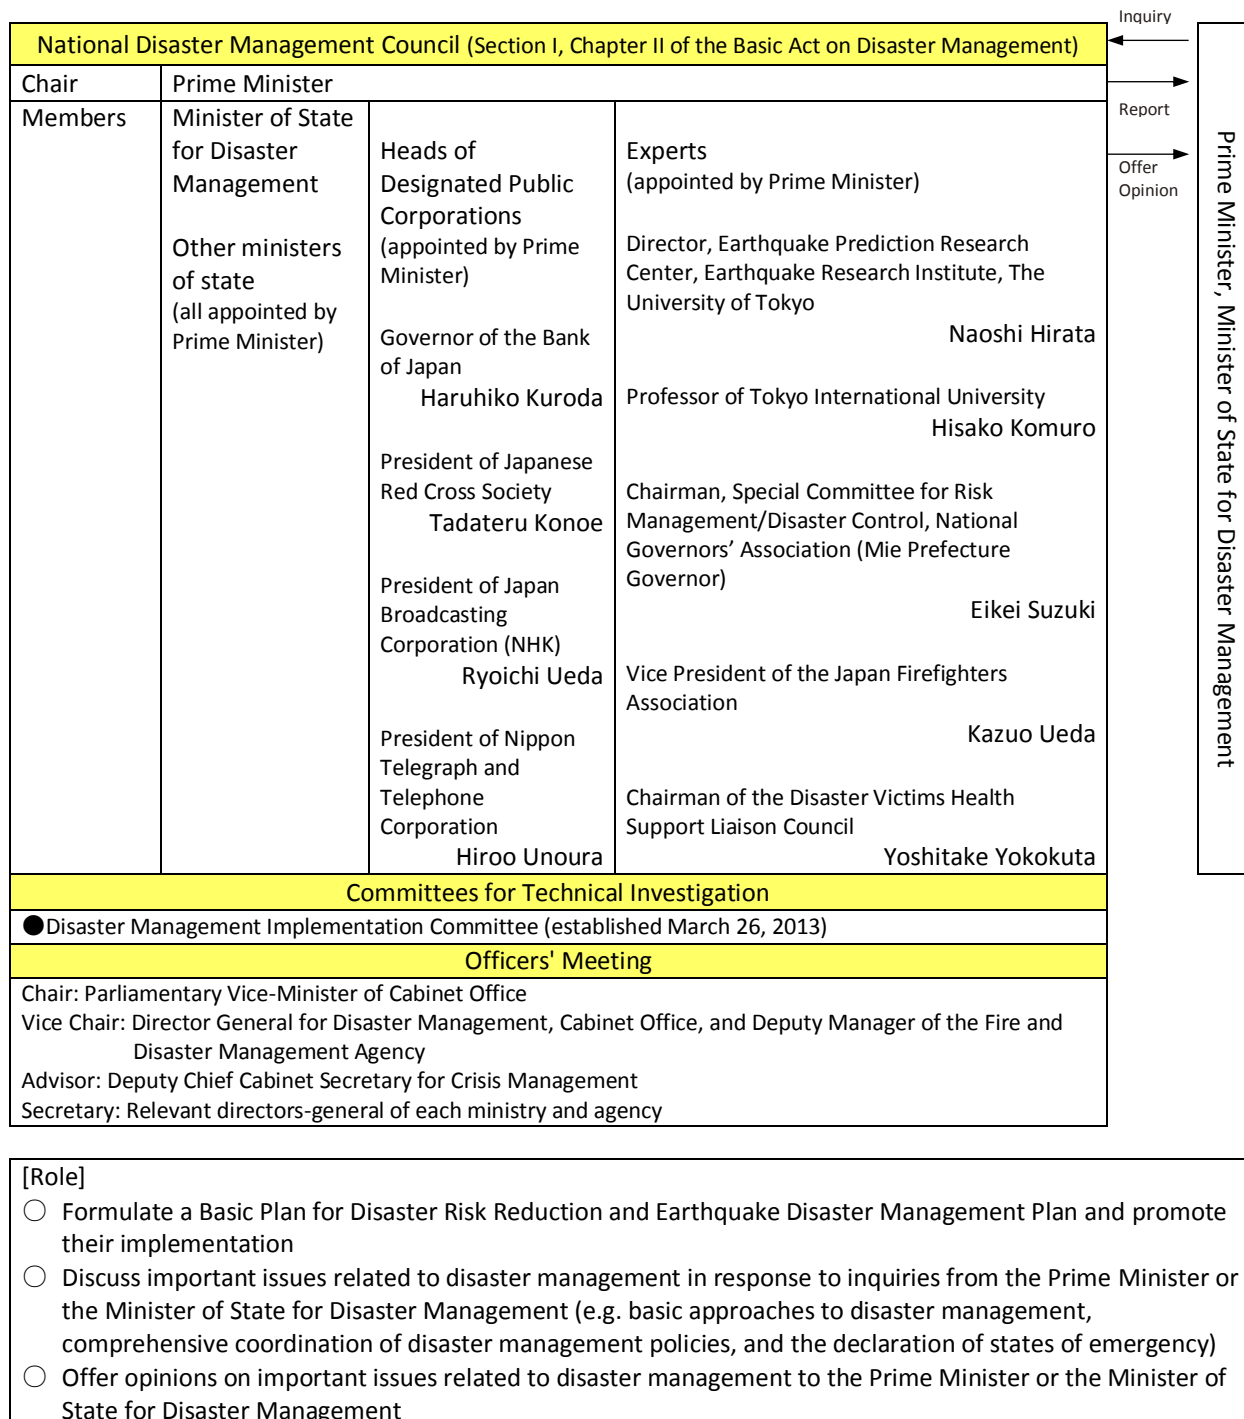 Inquiry
National Disaster Management Council (Section I, Chapter II of the Basic Act on Disaster Management)
Chair
Prime Minister
Report
Offer
Opinion
Prime Minister, Minister of State for Disaster Management
Members
Minister of State
for Disaster
Management
Other ministers
of state
(all appointed by
Prime Minister)
Heads of
Designated Public
Corporations
(appointed by Prime
Minister)
Governor of the Bank
of Japan
Haruhiko Kuroda
President of Japanese
Red Cross Society
Tadateru Konoe
President of Japan
Broadcasting
Corporation (NHK)
Ryoichi Ueda
President of Nippon
Telegraph and
Telephone
Corporation
Hiroo Unoura
Experts
(appointed by Prime Minister)
Director, Earthquake Prediction Research
Center, Earthquake Research Institute, The
University of Tokyo
Naoshi Hirata
Professor of Tokyo International University
Hisako Komuro
Chairman, Special Committee for Risk
Management/Disaster Control, National
Governors’ Association (Mie Prefecture
Governor)
Eikei Suzuki
Vice President of the Japan Firefighters
Association
Kazuo Ueda
Chairman of the Disaster Victims Health
Support Liaison Council
Yoshitake Yokokuta
Committees for Technical Investigation
●Disaster Management Implementation Committee (established March 26, 2013)
Officers' Meeting
Chair: Parliamentary Vice-Minister of Cabinet Office
Vice Chair: Director General for Disaster Management, Cabinet Office, and Deputy Manager of the Fire and
Disaster Management Agency
Advisor: Deputy Chief Cabinet Secretary for Crisis Management
Secretary: Relevant directors-general of each ministry and agency
[Role]
○ Formulate a Basic Plan for Disaster Risk Reduction and Earthquake Disaster Management Plan and promote
their implementation
○ Discuss important issues related to disaster management in response to inquiries from the Prime Minister or
the Minister of State for Disaster Management (e.g. basic approaches to disaster management,
comprehensive coordination of disaster management policies, and the declaration of states of emergency)
○ Offer opinions on important issues related to disaster management to the Prime Minister or the Minister of
State for Disaster Management